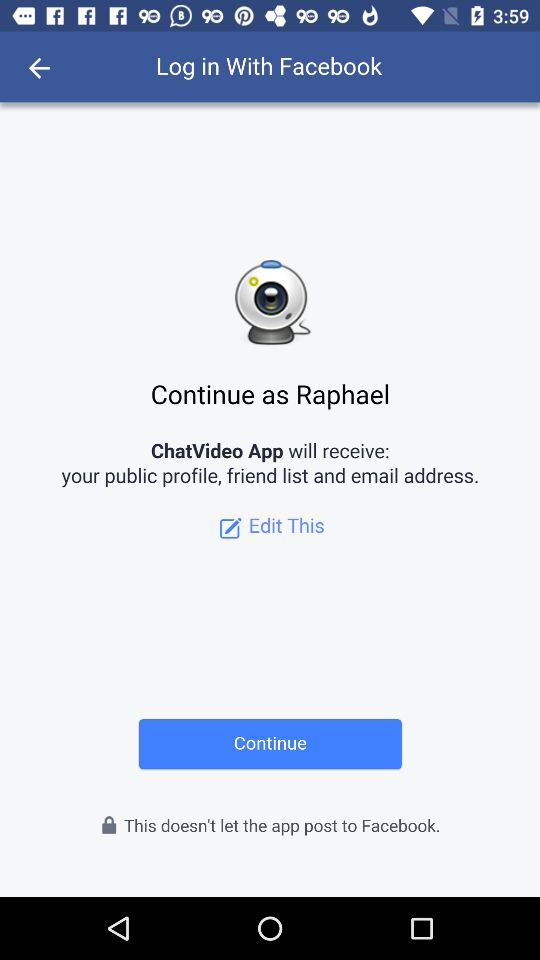 3:59
Log in With Facebook
Continue as Raphael
ChatVideo App will receive:
your public profile, friend list and email address.
Edit This
Continue
This doesn't let the app post to Facebook.